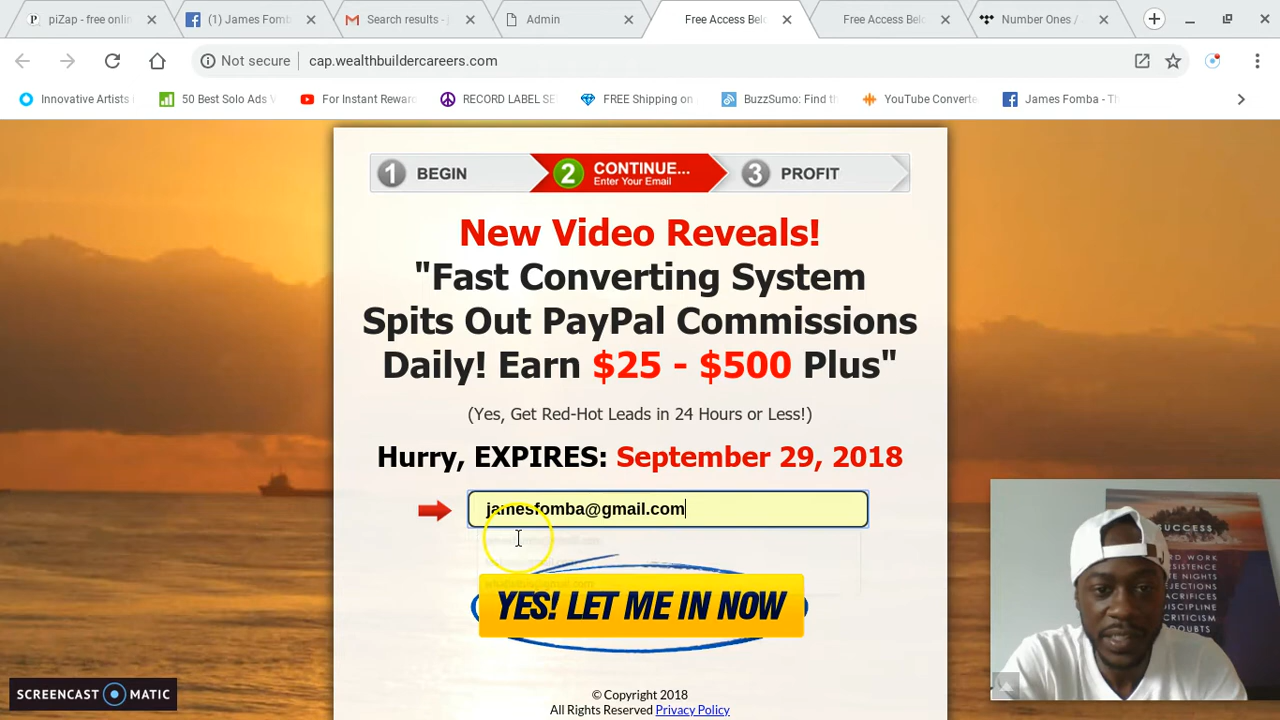 piZap - free onlin
(1) James Fomb
Search results - j
Admin
Free Access Belo
Free Access Belo
Number Ones /
Not secure
cap.wealthbuildercareers.com
Innovative Artists
50 Best Solo Ads V
For Instant Rewar
RECORD LABEL SE
FREE Shipping on
BuzzSumo: Find th
YouTube Converte
James Fomba - Th
1 BEGIN
2 CONTINUE...
Enter Your Email
3 PROFIT
New Video Reveals!
"Fast Converting System
Spits Out PayPal Commissions
Daily! Earn $25 - $500 Plus"
(Yes, Get Red-Hot Leads in 24 Hours or Less!)
Hurry, EXPIRES: September 29, 2018
jamesfomba@gmail.com
YES! LET ME IN NOW
© Copyright 2018
All Rights Reserved Privacy Policy
SUCCESS
SCREENCAST MATIC